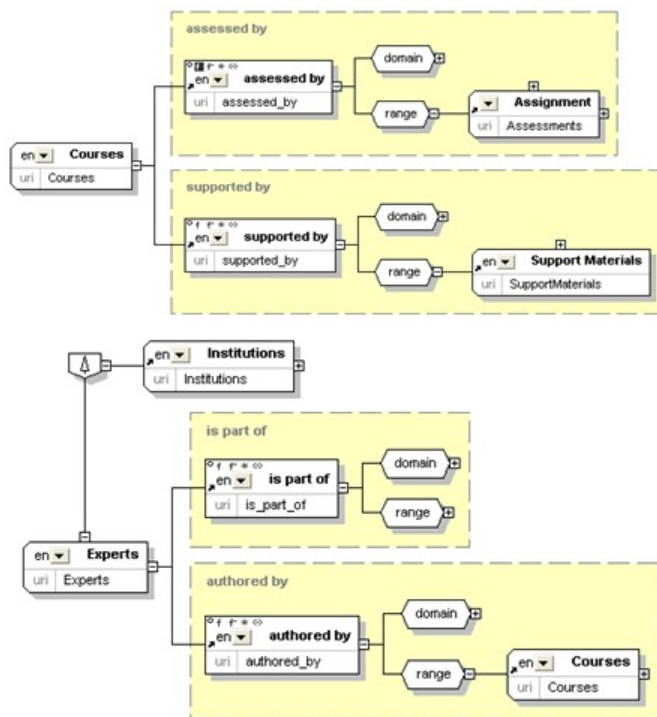 assessed by
en assessed by
uri assessed_by
domain
range
Assignment
uri Assessments
en Courses
uri Courses
supported by
en supported by
uri supported_by
domain
range
en Support Materials
uri SupportMaterials
en Institutions
uri Institutions
is part of
en is part of
uri is_part_of
domain
range
en Experts
uri Experts
authored by
en authored by
uri authored_by
domain
range
en Courses
uri Courses